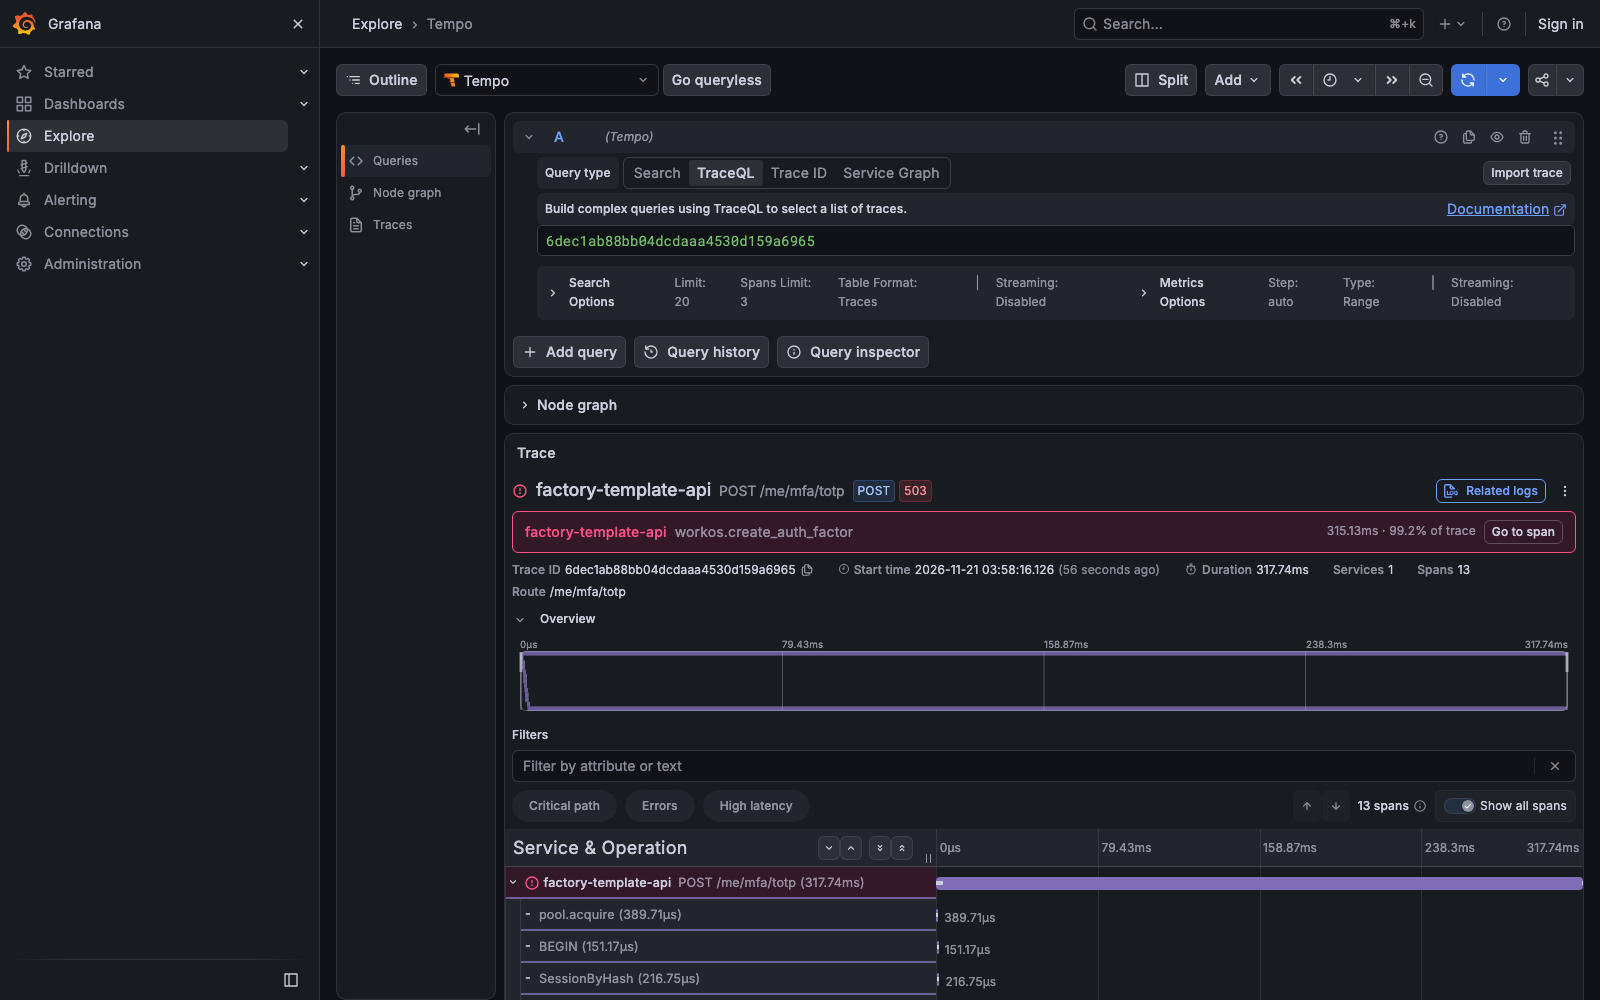 Grafana
Explore › Tempo
Search... ⌘+k
Sign in
Starred
Dashboards
Explore
Drilldown
Alerting
Connections
Administration
Outline
Tempo
Go queryless
Split
Add
Queries
Node graph
Traces
A (Tempo)
Query type Search TraceQL Trace ID Service Graph Import trace
Build complex queries using TraceQL to select a list of traces. Documentation
6dec1ab88bb04dcdaaa4530d159a6965
Search Options Limit: 20 Spans Limit: 3 Table Format: Traces | Streaming: Disabled Metrics Options Step: auto Type: Range | Streaming: Disabled
Add query Query history Query inspector
Node graph
Trace
factory-template-api POST /me/mfa/totp POST 503 Related logs
factory-template-api workos.create_auth_factor 315.13ms · 99.2% of trace Go to span
Trace ID 6dec1ab88bb04dcdaaa4530d159a6965 Start time 2026-11-21 03:58:16.126 (56 seconds ago) Duration 317.74ms Services 1 Spans 13
Route /me/mfa/totp
Overview
0μs 79.43ms 158.87ms 238.3ms 317.74ms
Filters
Filter by attribute or text
Critical path Errors High latency 13 spans Show all spans
Service & Operation 0μs 79.43ms 158.87ms 238.3ms 317.74ms
factory-template-api POST /me/mfa/totp (317.74ms)
- pool.acquire (389.71μs) 389.71μs
- BEGIN (151.17μs) 151.17μs
- SessionByHash (216.75μs) 216.75μs